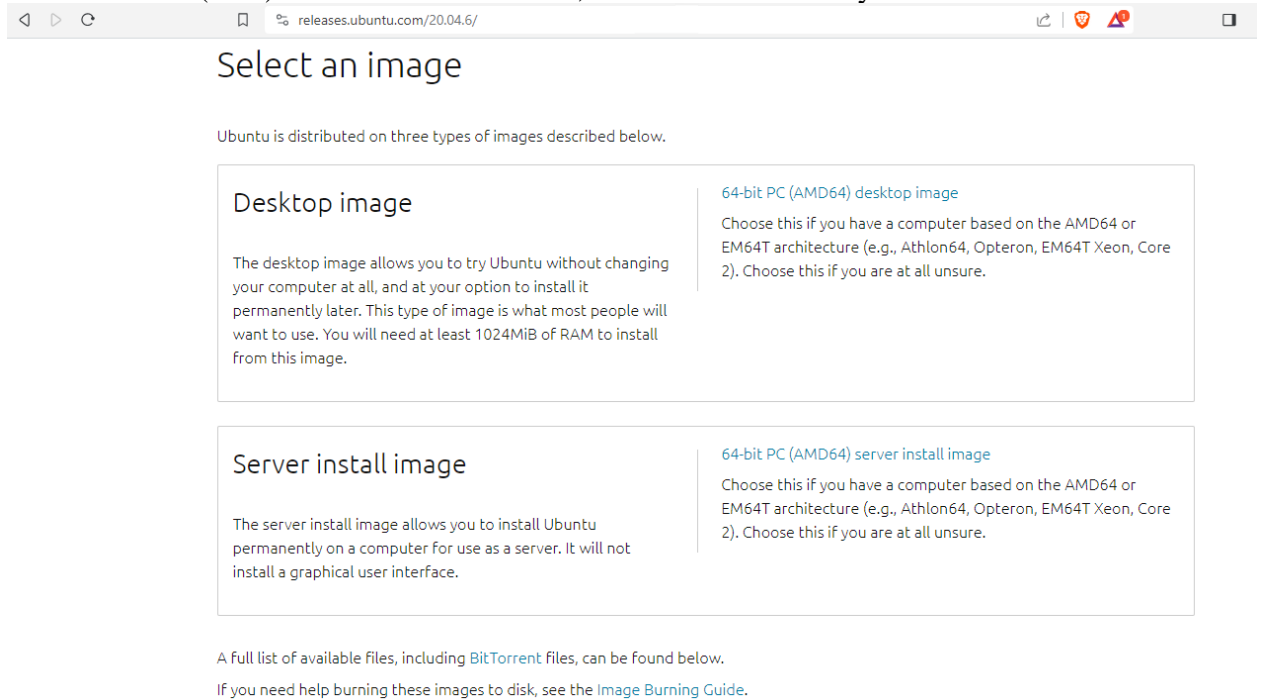 releases.ubuntu.com/20.04.6/
1
Select an image
Ubuntu is distributed on three types of images described below.
Desktop image
The desktop image allows you to try Ubuntu without changing
your computer at all, and at your option to install it
permanently later. This type of image is what most people will
want to use. You will need at least 1024MiB of RAM to install
from this image.
64-bit PC (AMD64) desktop image
Choose this if you have a computer based on the AMD64 or
EM64T architecture (e.g., Athlon64, Opteron, EM64T Xeon, Core
2). Choose this if you are at all unsure.
Server install image
The server install image allows you to install Ubuntu
permanently on a computer for use as a server. It will not
install a graphical user interface.
64-bit PC (AMD64) server install image
Choose this if you have a computer based on the AMD64 or
EM64T architecture (e.g., Athlon64, Opteron, EM64T Xeon, Core
2). Choose this if you are at all unsure.
A full list of available files, including BitTorrent files, can be found below.
If you need help burning these images to disk, see the Image Burning Guide.